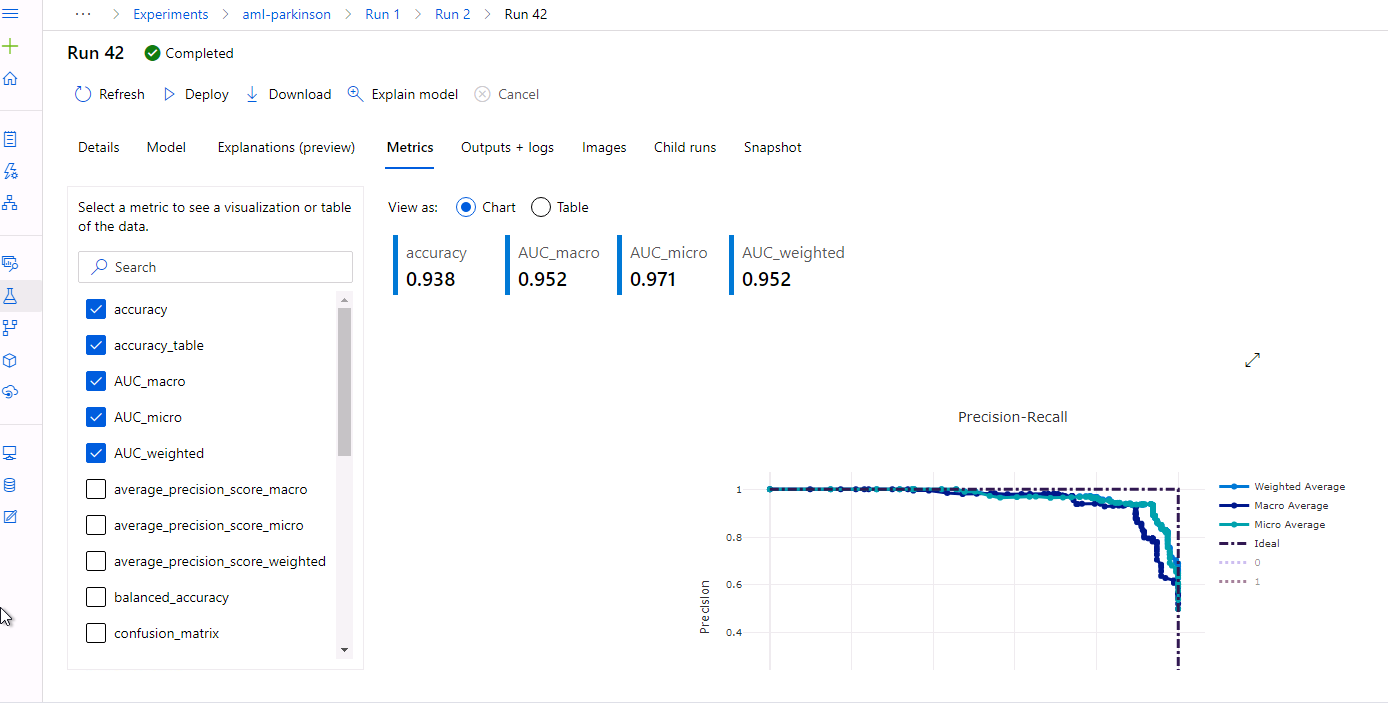 ··· > Experiments > aml-parkinson > Run 1 > Run 2 > Run 42
Run 42 Completed
Refresh Deploy Download Explain model Cancel
Details Model Explanations (preview) Metrics Outputs + logs Images Child runs Snapshot
Select a metric to see a visualization or table
of the data.
Search
accuracy
accuracy_table
AUC_macro
AUC_micro
AUC_weighted
average_precision_score_macro
average_precision_score_micro
average_precision_score_weighted
balanced_accuracy
confusion_matrix
View as: Chart Table
accuracy AUC_macro AUC_micro AUC_weighted
0.938 0.952 0.971 0.952
Precision-Recall
1
0.8
0.6
0.4
Precision
Weighted Average
Macro Average
Micro Average
Ideal
0
1